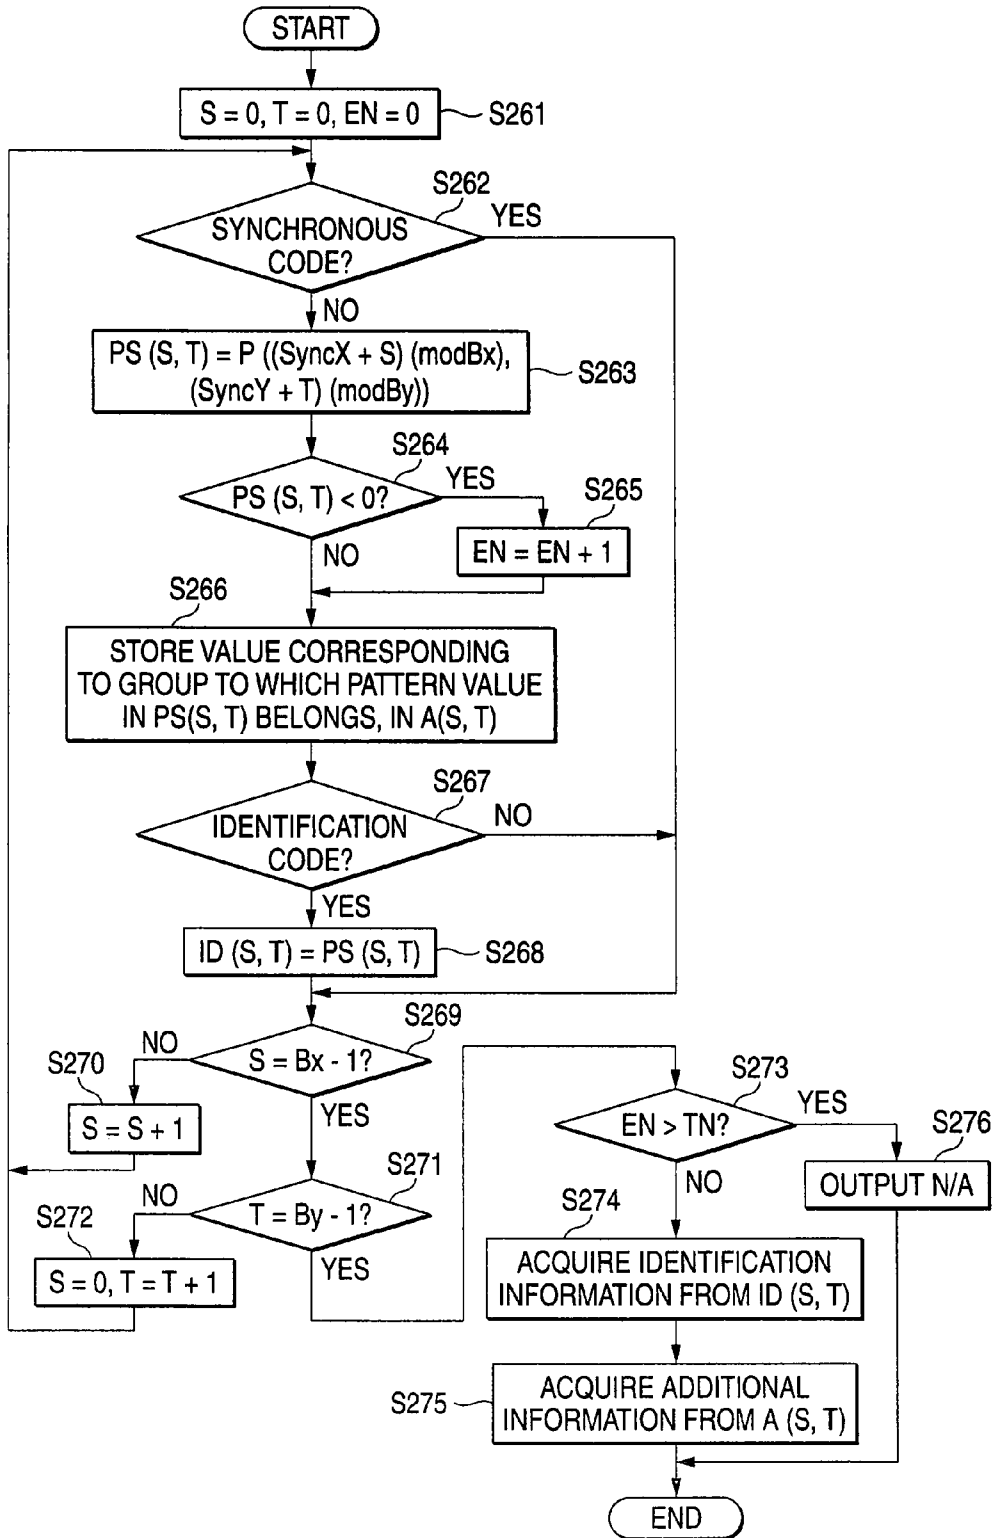 START
S = 0, T = 0, EN = 0
S261
S262
YES
SYNCHRONOUS
CODE?
NO
PS (S, T) = P ((SyncX + S) (modBx),
(SyncY + T) (modBy))
S263
S264
YES
PS (S, T) < 0?
S265
EN = EN + 1
NO
S266
STORE VALUE CORRESPONDING
TO GROUP TO WHICH PATTERN VALUE
IN PS(S, T) BELONGS, IN A(S, T)
S267
NO
IDENTIFICATION
CODE?
YES
ID (S, T) = PS (S, T)
S268
S269
NO
S = Bx - 1?
S270
YES
S = S + 1
S271
NO
T = By - 1?
S272
YES
S = 0, T = T + 1
S273
YES
EN > TN?
S276
NO
OUTPUT N/A
S274
ACQUIRE IDENTIFICATION
INFORMATION FROM ID (S, T)
S275
ACQUIRE ADDITIONAL
INFORMATION FROM A (S, T)
END